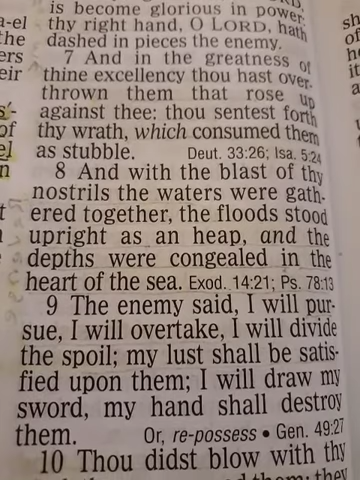 is become glorious in power:
thy right hand, O LORD, hath
dashed in pieces the enemy.
7 And in the greatness of
thine excellency thou hast over-
thrown them that rose up
against thee: thou sentest forth
thy wrath, which consumed them
as stubble. Deut. 33:26; Isa. 5:24
8 And with the blast of thy
nostrils the waters were gath-
ered together, the floods stood
upright as an heap, and the
depths were congealed in the
heart of the sea. Exod. 14:21; Ps. 78:13
9 The enemy said, I will pur-
sue, I will overtake, I will divide
the spoil; my lust shall be satis-
fied upon them; I will draw my
sword, my hand shall destroy
them. Or, re-possess • Gen. 49:27
10 Thou didst blow with thy
them: they